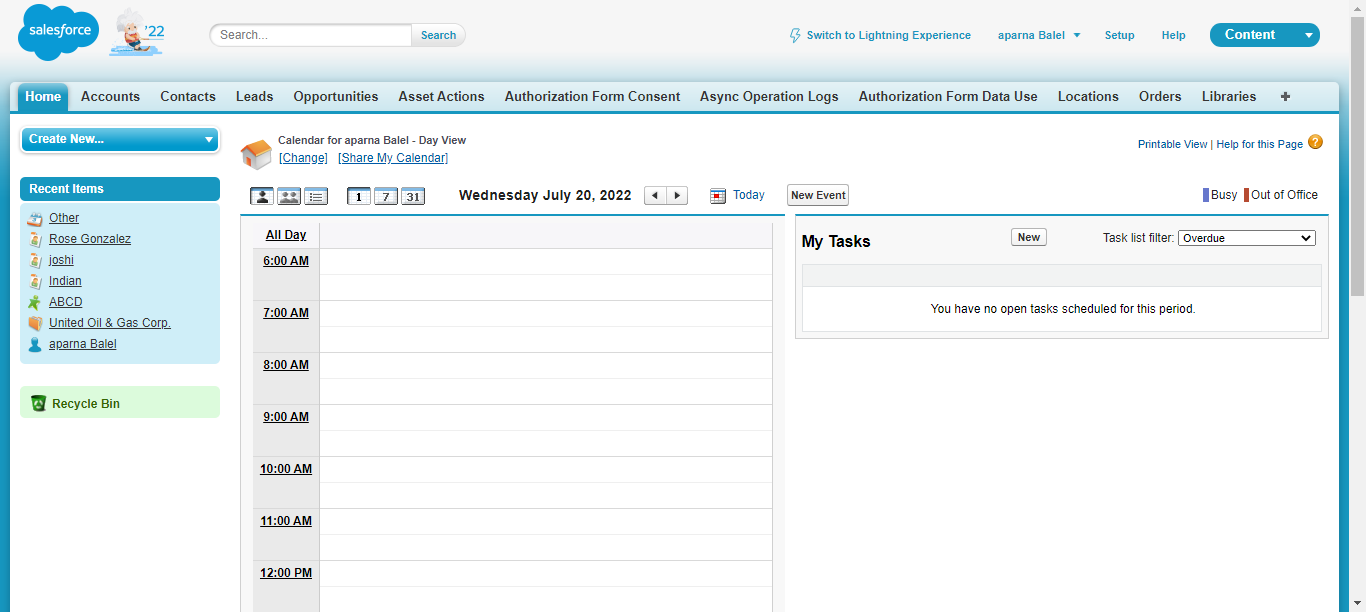 salesforce
'22
Search...
Search
Switch to Lightning Experience
aparna Balel
Setup
Help
Content
Home
Accounts
Contacts
Leads
Opportunities
Asset Actions
Authorization Form Consent
Async Operation Logs
Authorization Form Data Use
Locations
Orders
Libraries
+
Create New...
Recent Items
Other
Rose Gonzalez
joshi
Indian
ABCD
United Oil & Gas Corp.
aparna Balel
Recycle Bin
Calendar for aparna Balel - Day View
[Change] [Share My Calendar]
Printable View | Help for this Page ?
1
7
31
Wednesday July 20, 2022
Today
New Event
Busy
Out of Office
All Day
6:00 AM
7:00 AM
8:00 AM
9:00 AM
10:00 AM
11:00 AM
12:00 PM
My Tasks
New
Task list filter: Overdue
You have no open tasks scheduled for this period.